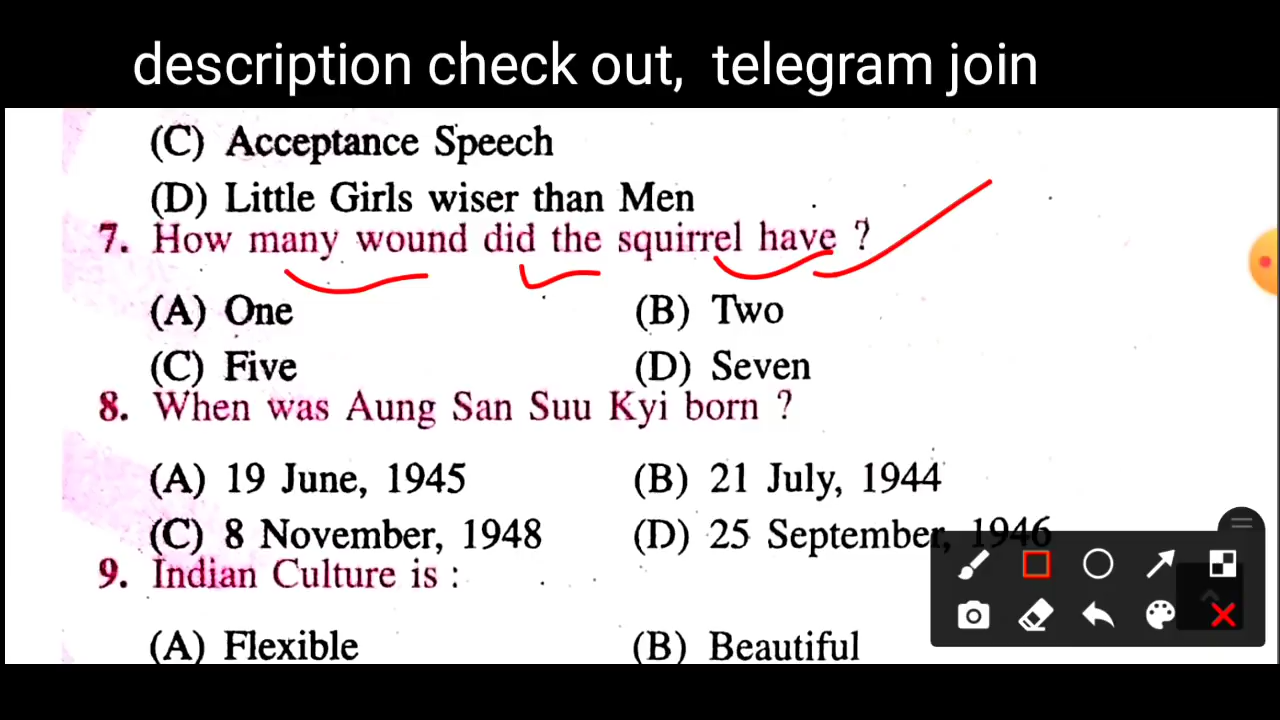 description check out, telegram join
(C) Acceptance Speech
(D) Little Girls wiser than Men
7. How many wound did the squirrel have ?
(A) One (B) Two
(C) Five (D) Seven
8. When was Aung San Suu Kyi born ?
(A) 19 June, 1945 (B) 21 July, 1944
(C) 8 November, 1948 (D) 25 September, 1946
9. Indian Culture is :
(A) Flexible (B) Beautiful